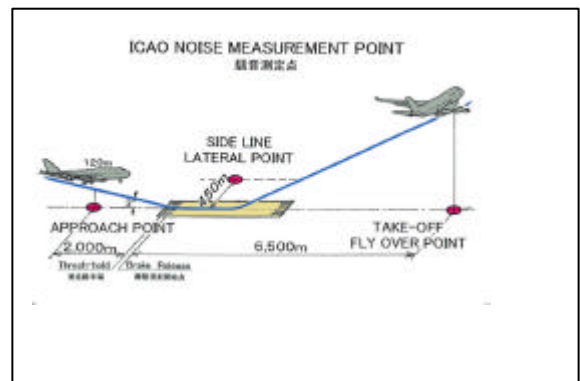 ICAO NOISE MEASUREMENT POINT
騒音測定点
120m
SIDE LINE
LATERAL POINT
450m
APPROACH POINT
TAKE-OFF
FLY OVER POINT
2,000m
6,500m
Brake Release